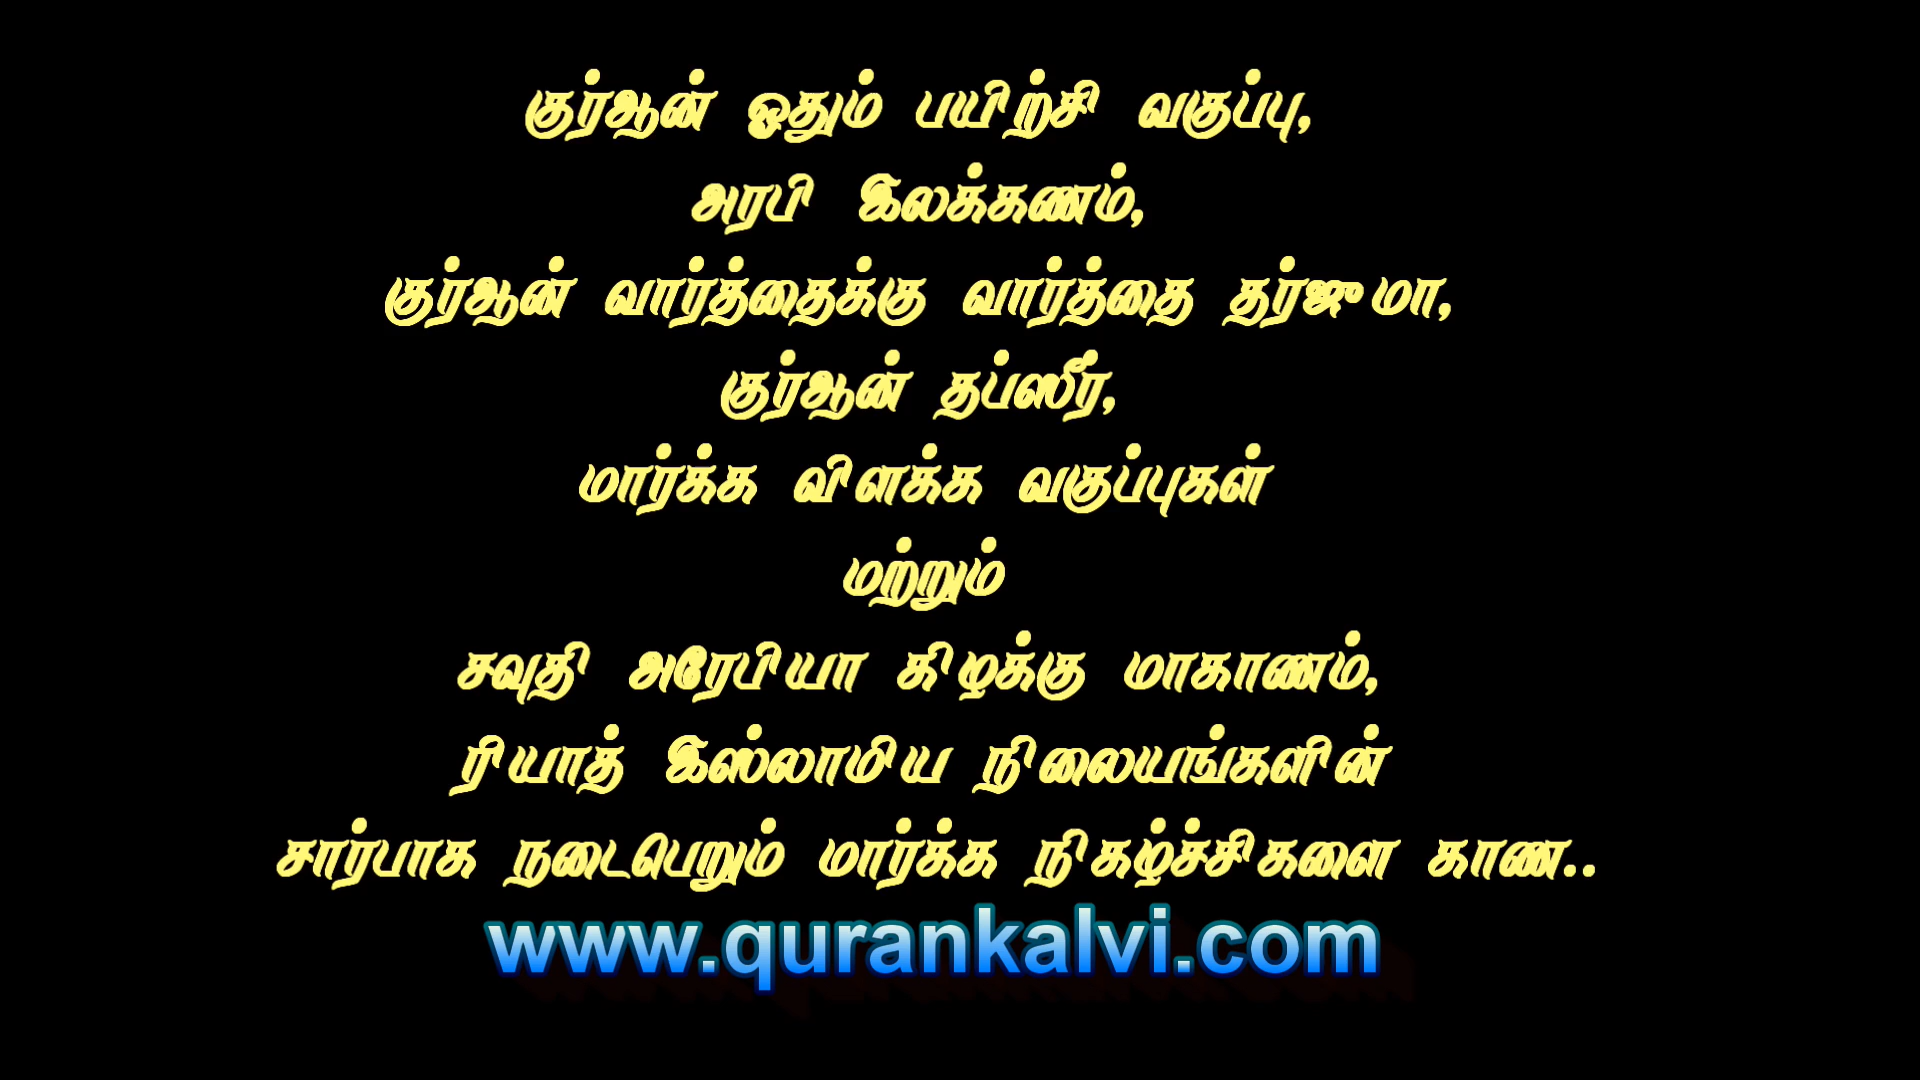 குர்ஆன் ஓதும் பயிற்சி வகுப்பு,
அரபி இலக்கணம்,
குர்ஆன் வார்த்தைக்கு வார்த்தை தர்ஜுமா,
குர்ஆன் தப்ஸீர்,
மார்க்க விளக்க வகுப்புகள்
மற்றும்
சவுதி அரேபியா கிழக்கு மாகாணம்,
ரியாத் இஸ்லாமிய நிலையங்களின்
சார்பாக நடைபெறும் மார்க்க நிகழ்ச்சிகளை காண..
www.qurankalvi.com